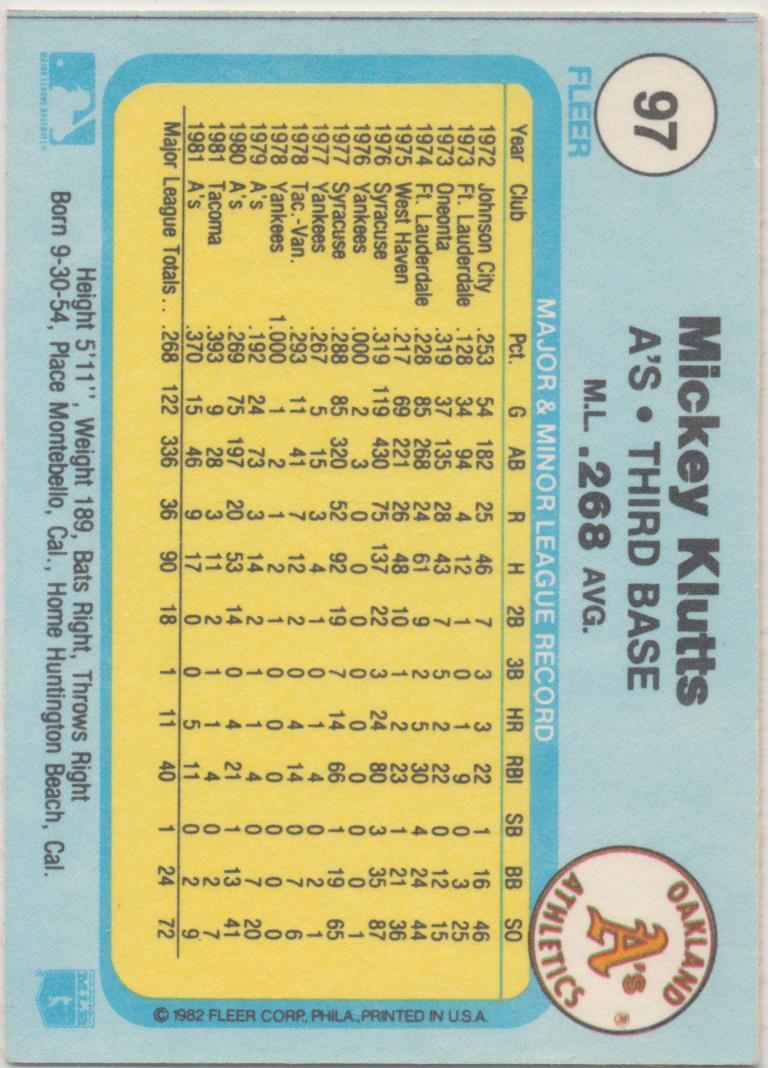 97
FLEER
Mickey Klutts
A'S • THIRD BASE
M.L. .268 AVG.
OAKLAND
A's
ATHLETICS
MAJOR & MINOR LEAGUE RECORD
Year Club Pct. G AB R H 2B 3B HR RBI SB BB SO
1972 Johnson City .253 54 182 25 46 7 3 3 22 1 16 46
1973 Ft. Lauderdale .128 34 94 4 12 1 0 1 9 0 3 25
1973 Oneonta .319 37 135 28 43 7 5 2 22 0 12 15
1974 Ft. Lauderdale .228 85 268 24 61 9 2 5 30 4 24 44
1975 West Haven .217 69 221 26 48 10 1 2 23 1 21 36
1976 Syracuse .319 119 430 75 137 22 3 24 80 3 35 87
1976 Yankees .000 2 3 0 0 0 0 0 0 0 0 1
1977 Syracuse .288 85 320 52 92 19 7 14 66 1 19 65
1977 Yankees .267 5 15 3 4 1 0 1 4 0 2 1
1978 Tac.-Van. .293 11 41 7 12 2 0 4 14 0 7 6
1978 Yankees 1.000 1 2 1 2 1 0 0 0 0 0 0
1979 A's .192 24 73 3 14 2 1 1 4 0 7 20
1980 A's .269 75 197 20 53 14 0 4 21 1 13 41
1981 Tacoma .393 9 28 3 11 2 1 1 4 0 2 7
1981 A's .370 15 46 9 17 0 0 5 11 0 2 9
Major League Totals . . .268 122 336 36 90 18 1 11 40 1 24 72
Height 5'11", Weight 189, Bats Right, Throws Right
Born 9-30-54, Place Montebello, Cal., Home Huntington Beach, Cal.
MAJOR LEAGUE BASEBALL
© 1982 FLEER CORP., PHILA., PRINTED IN U.S.A.